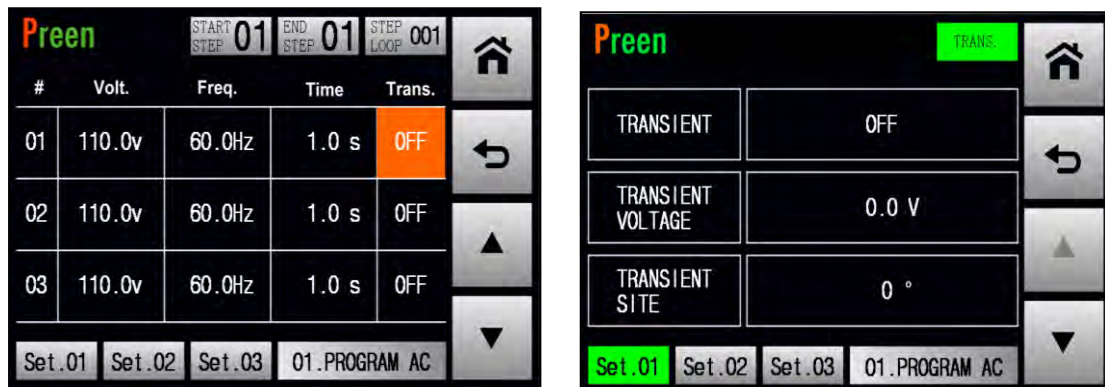 Preen START STEP 01 END STEP 01 STEP LOOP 001
# Volt. Freq. Time Trans.
01 110.0v 60.0Hz 1.0 s OFF
02 110.0v 60.0Hz 1.0 s OFF
03 110.0v 60.0Hz 1.0 s OFF
Set.01 Set.02 Set.03 01.PROGRAM AC
Preen TRANS.
TRANSIENT OFF
TRANSIENT VOLTAGE 0.0 V
TRANSIENT SITE 0 °
Set.01 Set.02 Set.03 01.PROGRAM AC